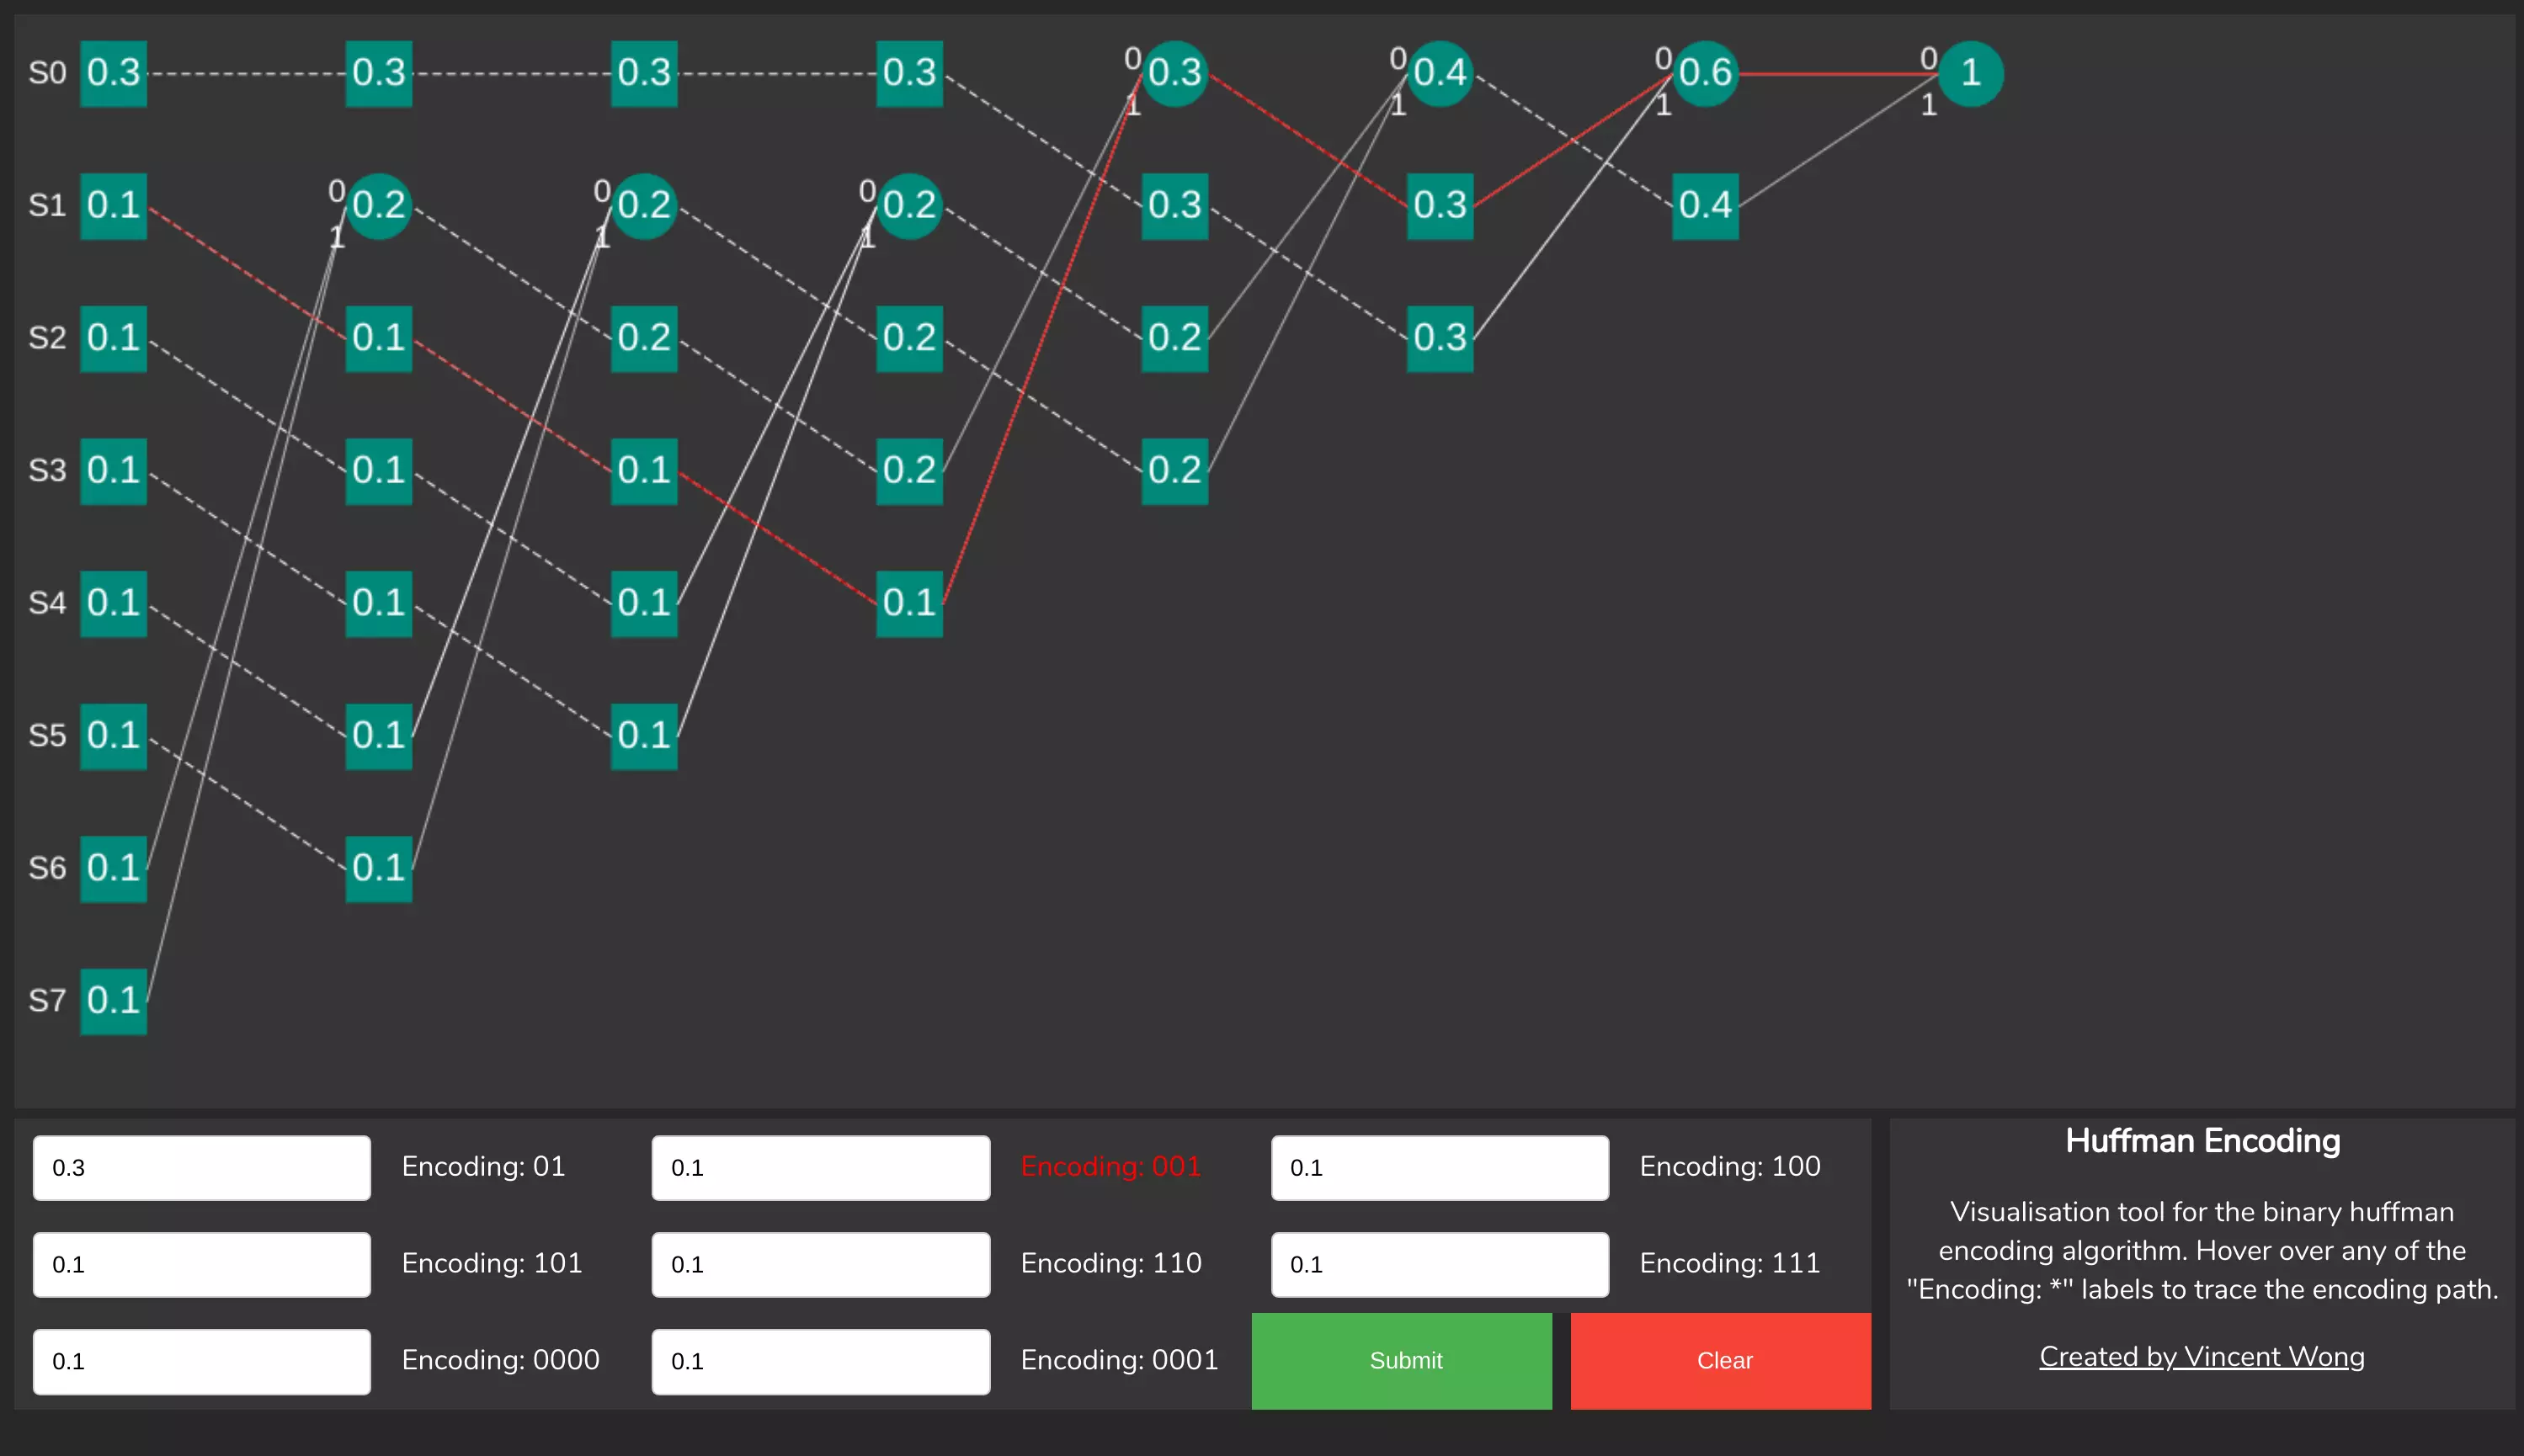 S0 0.3 0.3 0.3 0.3 0 1 0.3 0 1 0.4 0 1 0.6 0 1 1
S1 0.1 0 1 0.2 0 1 0.2 0 1 0.2 0.3 0.3 0.4
S2 0.1 0.1 0.2 0.2 0.2 0.3
S3 0.1 0.1 0.1 0.2 0.2
S4 0.1 0.1 0.1 0.1
S5 0.1 0.1 0.1
S6 0.1 0.1
S7 0.1
0.3 Encoding: 01 0.1 Encoding: 001 0.1 Encoding: 100
0.1 Encoding: 101 0.1 Encoding: 110 0.1 Encoding: 111
0.1 Encoding: 0000 0.1 Encoding: 0001 Submit Clear
Huffman Encoding
Visualisation tool for the binary huffman
encoding algorithm. Hover over any of the
"Encoding: *" labels to trace the encoding path.
Created by Vincent Wong